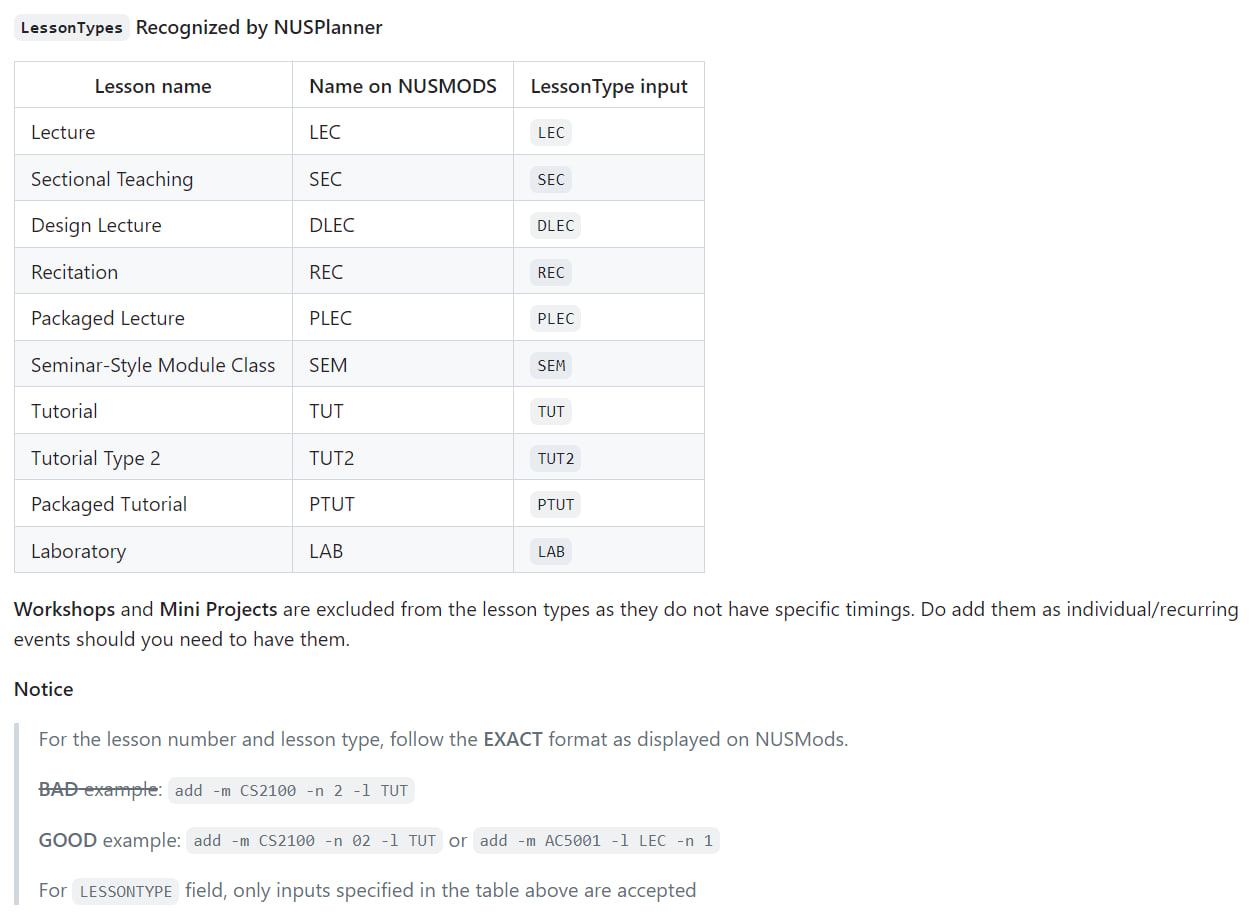 LessonTypes Recognized by NUSPlanner
Lesson name Name on NUSMODS LessonType input
Lecture LEC LEC
Sectional Teaching SEC SEC
Design Lecture DLEC DLEC
Recitation REC REC
Packaged Lecture PLEC PLEC
Seminar-Style Module Class SEM SEM
Tutorial TUT TUT
Tutorial Type 2 TUT2 TUT2
Packaged Tutorial PTUT PTUT
Laboratory LAB LAB
Workshops and Mini Projects are excluded from the lesson types as they do not have specific timings. Do add them as individual/recurring
events should you need to have them.
Notice
For the lesson number and lesson type, follow the EXACT format as displayed on NUSMods.
BAD example: add -m CS2100 -n 2 -l TUT
GOOD example: add -m CS2100 -n 02 -l TUT or add -m AC5001 -l LEC -n 1
For LESSONTYPE field, only inputs specified in the table above are accepted